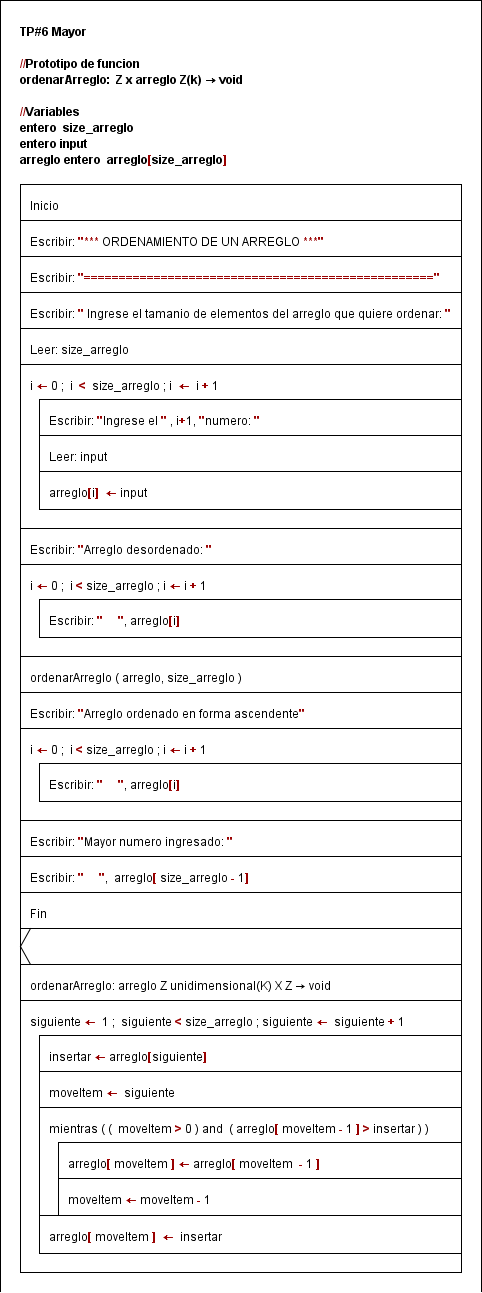 TP#6 Mayor
//Prototipo de funcion
ordenarArreglo: Z x arreglo Z(k) → void
//Variables
entero size_arreglo
entero input
arreglo entero arreglo[size_arreglo]
Inicio
Escribir: "*** ORDENAMIENTO DE UN ARREGLO ***"
Escribir: "=================================================="
Escribir: " Ingrese el tamanio de elementos del arreglo que quiere ordenar: "
Leer: size_arreglo
i ← 0 ; i < size_arreglo ; i ← i + 1
Escribir: "Ingrese el " , i+1, "numero: "
Leer: input
arreglo[i] ← input
Escribir: "Arreglo desordenado: "
i ← 0 ; i < size_arreglo ; i ← i + 1
Escribir: " ", arreglo[i]
ordenarArreglo ( arreglo, size_arreglo )
Escribir: "Arreglo ordenado en forma ascendente"
i ← 0 ; i < size_arreglo ; i ← i + 1
Escribir: " ", arreglo[i]
Escribir: "Mayor numero ingresado: "
Escribir: " ", arreglo[ size_arreglo - 1]
Fin
ordenarArreglo: arreglo Z unidimensional(K) X Z → void
siguiente ← 1 ; siguiente < size_arreglo ; siguiente ← siguiente + 1
insertar ← arreglo[siguiente]
moveItem ← siguiente
mientras ( ( moveItem > 0 ) and ( arreglo[ moveItem - 1 ] > insertar ) )
arreglo[ moveItem ] ← arreglo[ moveItem - 1 ]
moveItem ← moveItem - 1
arreglo[ moveItem ] ← insertar